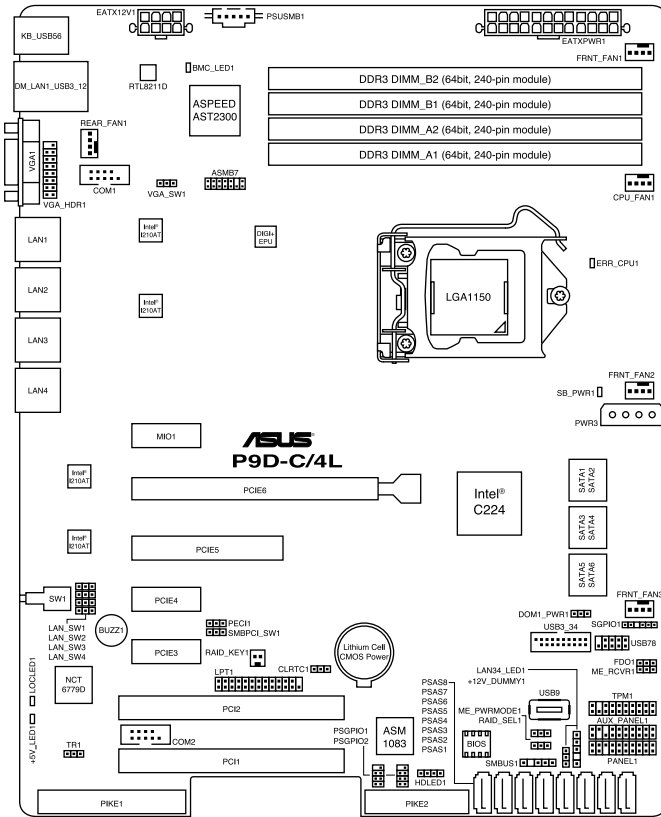 EATX12V1
PSUSMB1
EATXPWR1
KB_USB56
FRNT_FAN1
DM_LAN1_USB3_12
RTL8211D
BMC_LED1
ASPEED
AST2300
DDR3 DIMM_B2 (64bit, 240-pin module)
DDR3 DIMM_B1 (64bit, 240-pin module)
DDR3 DIMM_A2 (64bit, 240-pin module)
DDR3 DIMM_A1 (64bit, 240-pin module)
REAR_FAN1
VGA1
COM1
VGA_HDR1
VGA_SW1
ASMB7
CPU_FAN1
LAN1
Intel®
I210AT
DIGI+
EPU
ERR_CPU1
LAN2
Intel®
I210AT
LGA1150
LAN3
LAN4
FRNT_FAN2
SB_PWR1
PWR3
MIO1
ASUS
P9D-C/4L
Intel®
I210AT
PCIE6
Intel®
C224
SATA1
SATA2
SATA3
SATA4
Intel®
I210AT
PCIE5
SATA5
SATA6
SW1
PCIE4
FRNT_FAN3
DOM1_PWR1
SGPIO1
USB3_34
USB78
LAN_SW1
LAN_SW2
LAN_SW3
LAN_SW4
BUZZ1
PECI1
SMBPCI_SW1
PCIE3
RAID_KEY1
Lithium Cell
CMOS Power
CLRTC1
LPT1
FDO1
ME_RCVR1
LAN34_LED1
+12V_DUMMY1
LOCLED1
NCT
6779D
PSAS8
PSAS7
PSAS6
PSAS5
PSAS4
PSAS3
PSAS2
PSAS1
USB9
TPM1
ME_PWRMODE1
RAID_SEL1
AUX_PANEL1
PCI2
+5V_LED1
TR1
COM2
PSGPIO1
PSGPIO2
ASM
1083
BIOS
PANEL1
SMBUS1
PCI1
HDLED1
PIKE1
PIKE2